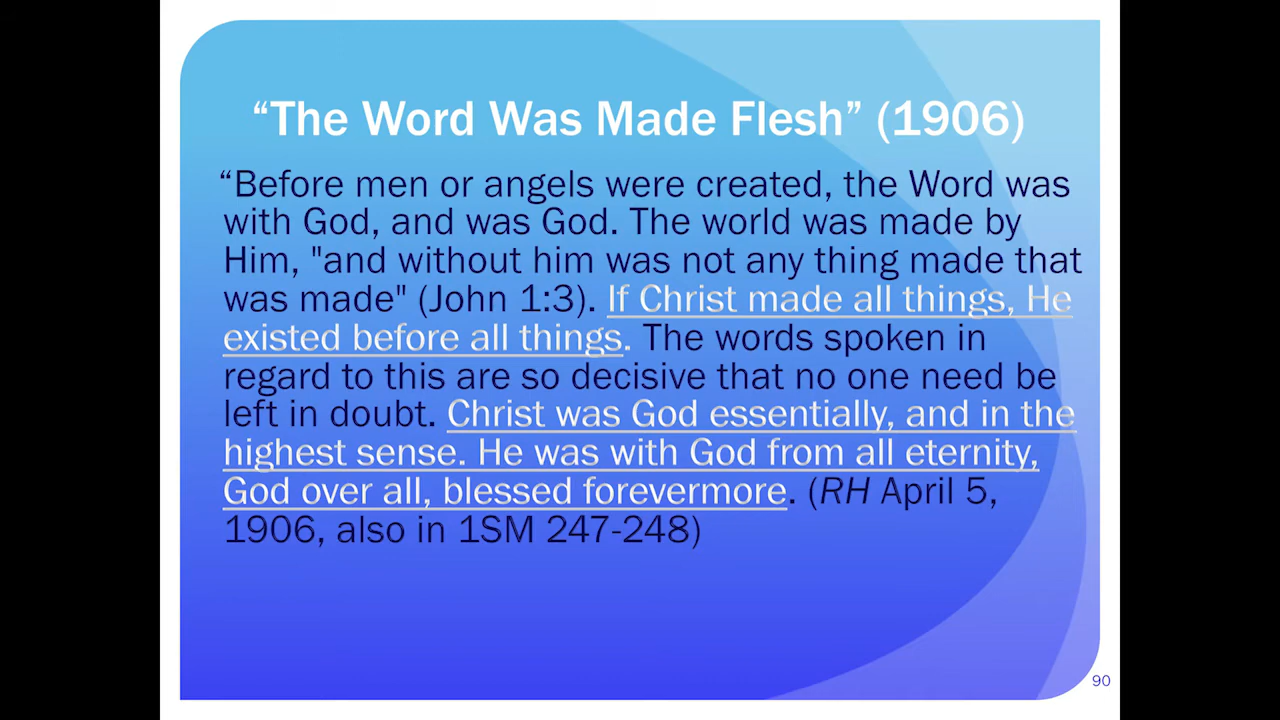 “The Word Was Made Flesh” (1906)
“Before men or angels were created, the Word was
with God, and was God. The world was made by
Him, "and without him was not any thing made that
was made" (John 1:3). If Christ made all things, He
existed before all things. The words spoken in
regard to this are so decisive that no one need be
left in doubt. Christ was God essentially, and in the
highest sense. He was with God from all eternity,
God over all, blessed forevermore. (RH April 5,
1906, also in 1SM 247-248)
90